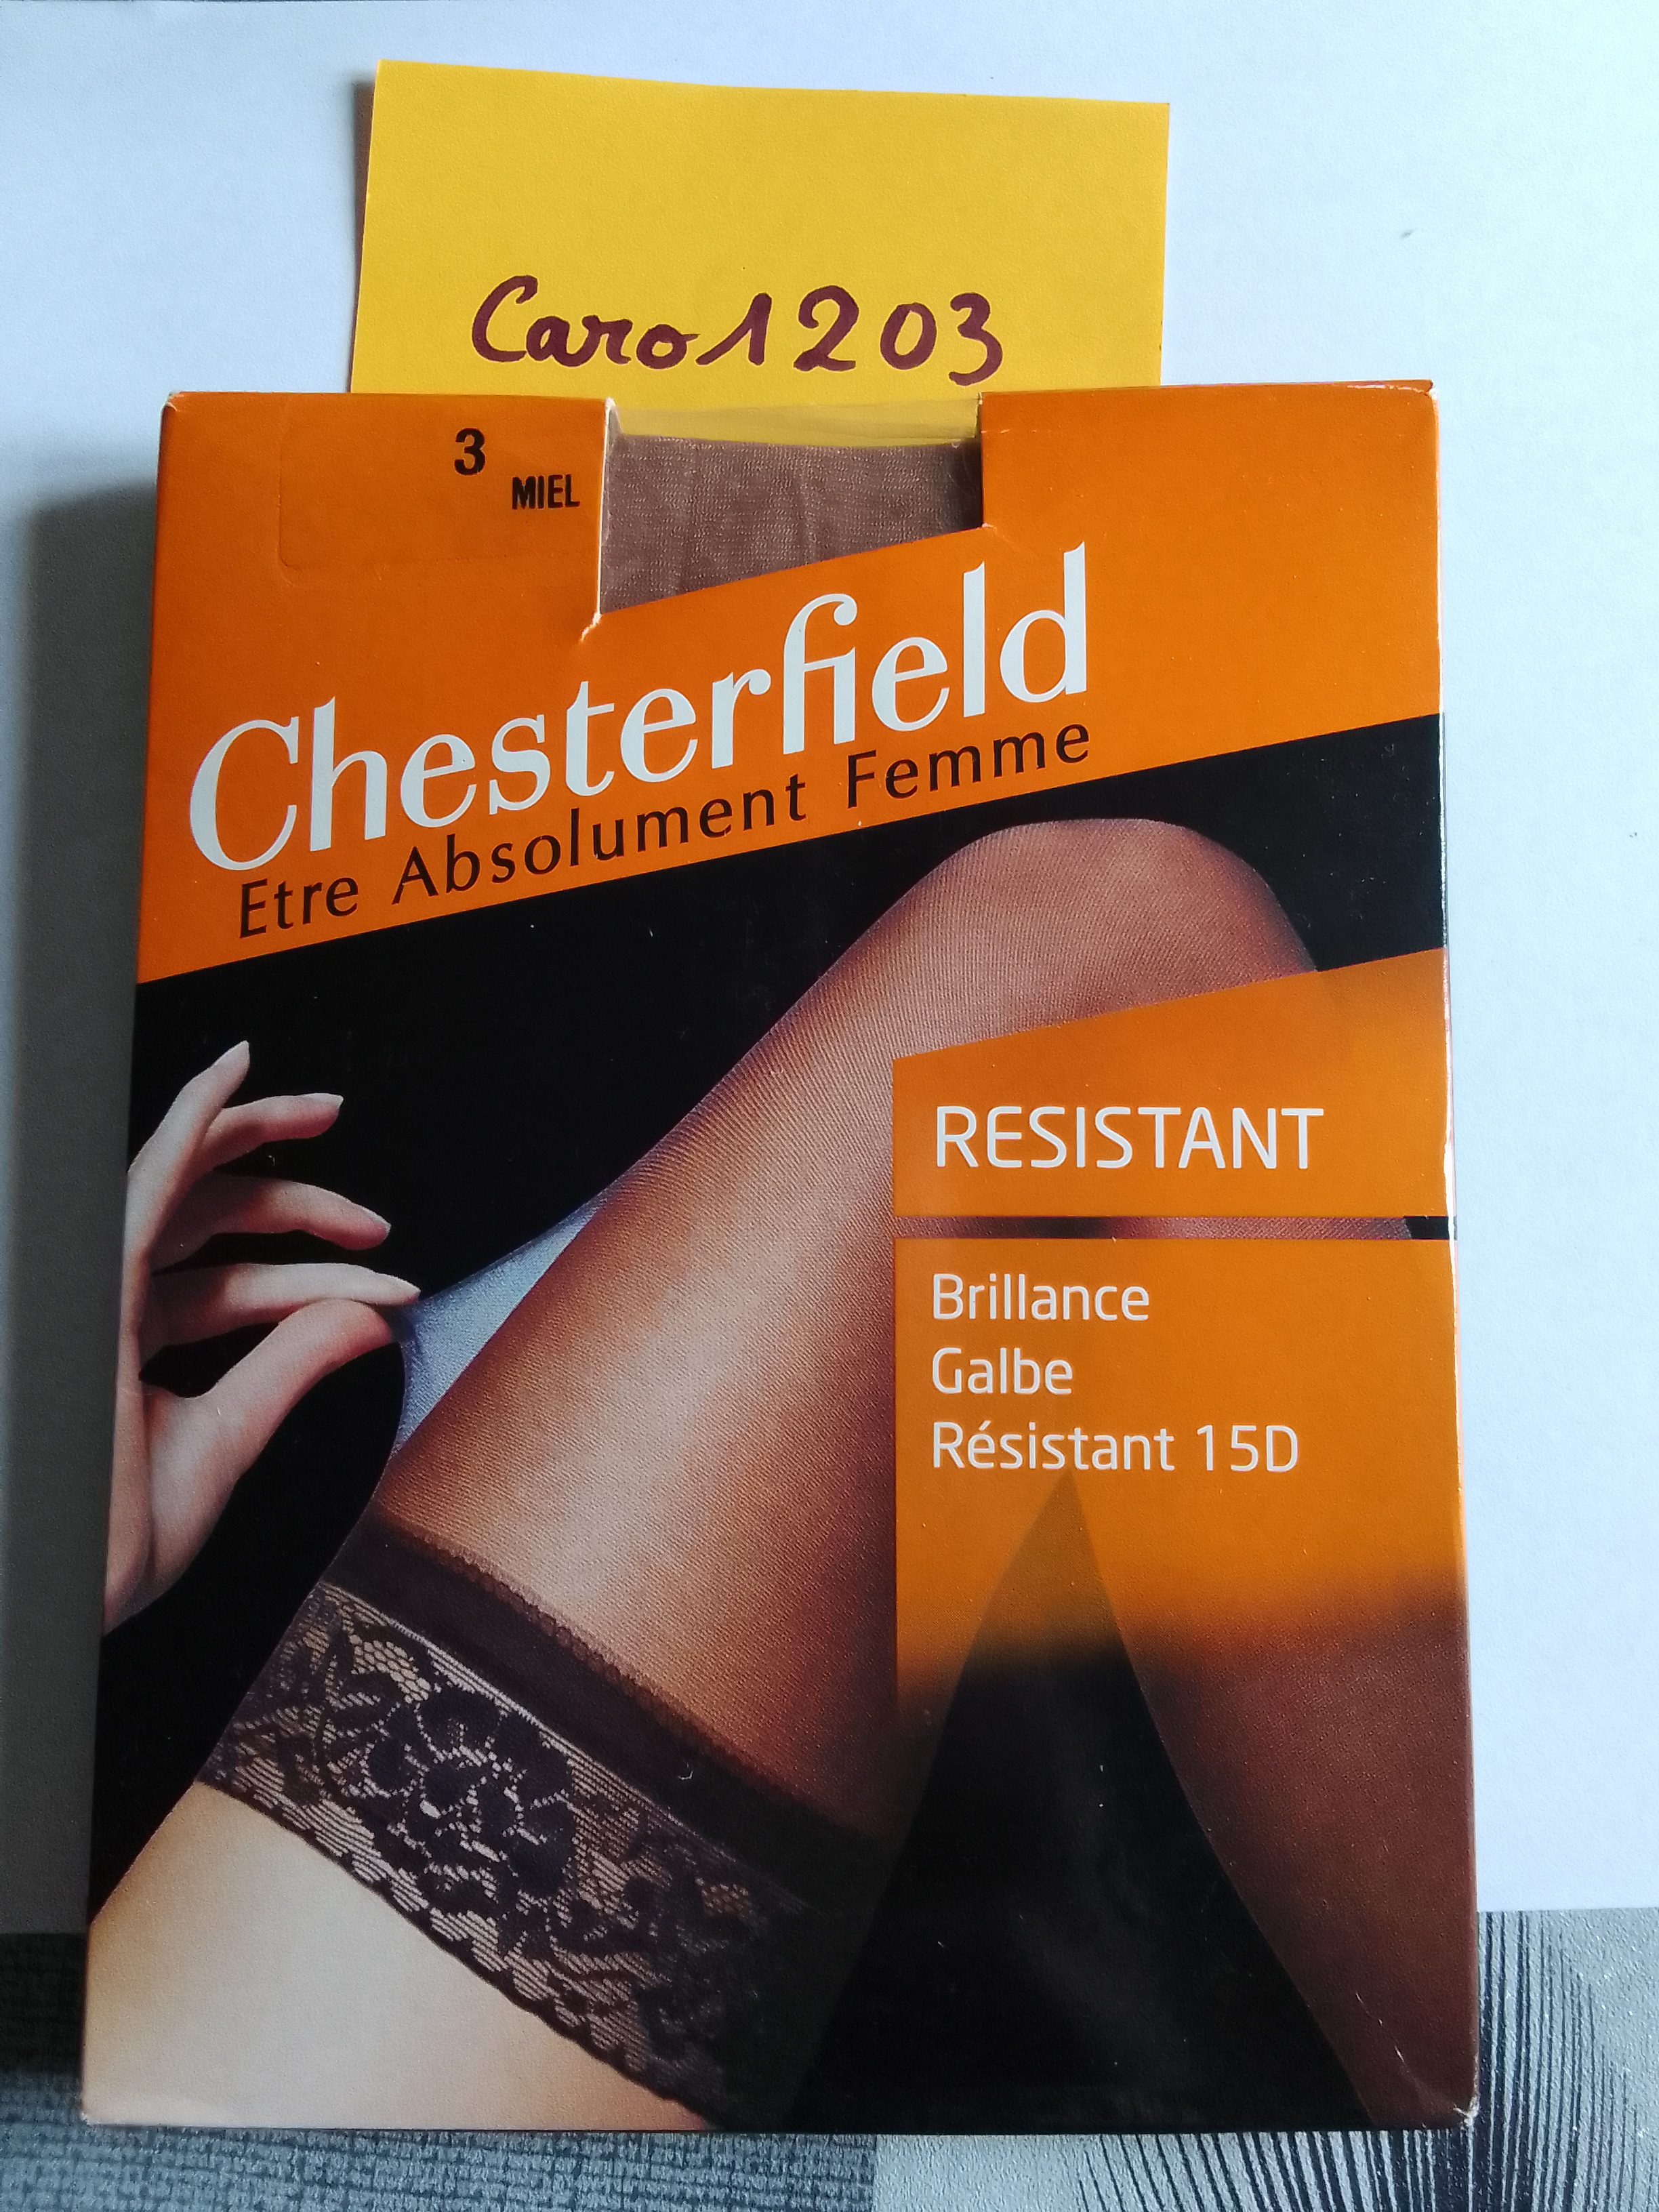 Caro1203
3
MIEL
Chesterfield
Etre Absolument Femme
RESISTANT
Brillance
Galbe
Résistant 15D